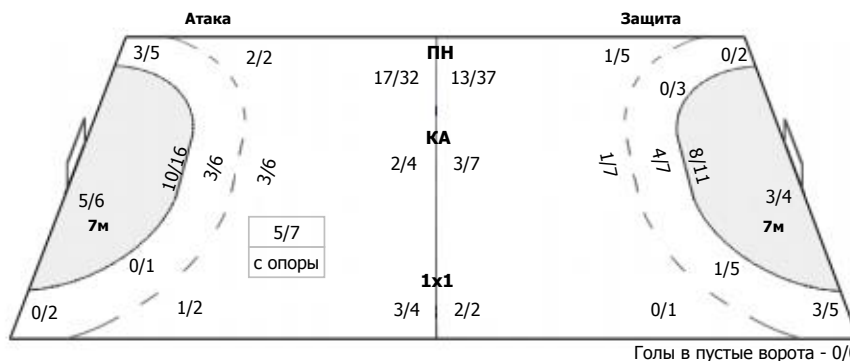 Атака Защита
3/5 2/2 ПН 1/5 0/2
17/32 13/37 0/3
КА
10/16 3/6 3/6 2/4 3/7 1/7 4/7 8/11
5/6 3/4
7м 7м
5/7
с опоры
0/1 1/5
1x1
0/2 1/2 3/4 2/2 0/1 3/5
Голы в пустые ворота - 0/